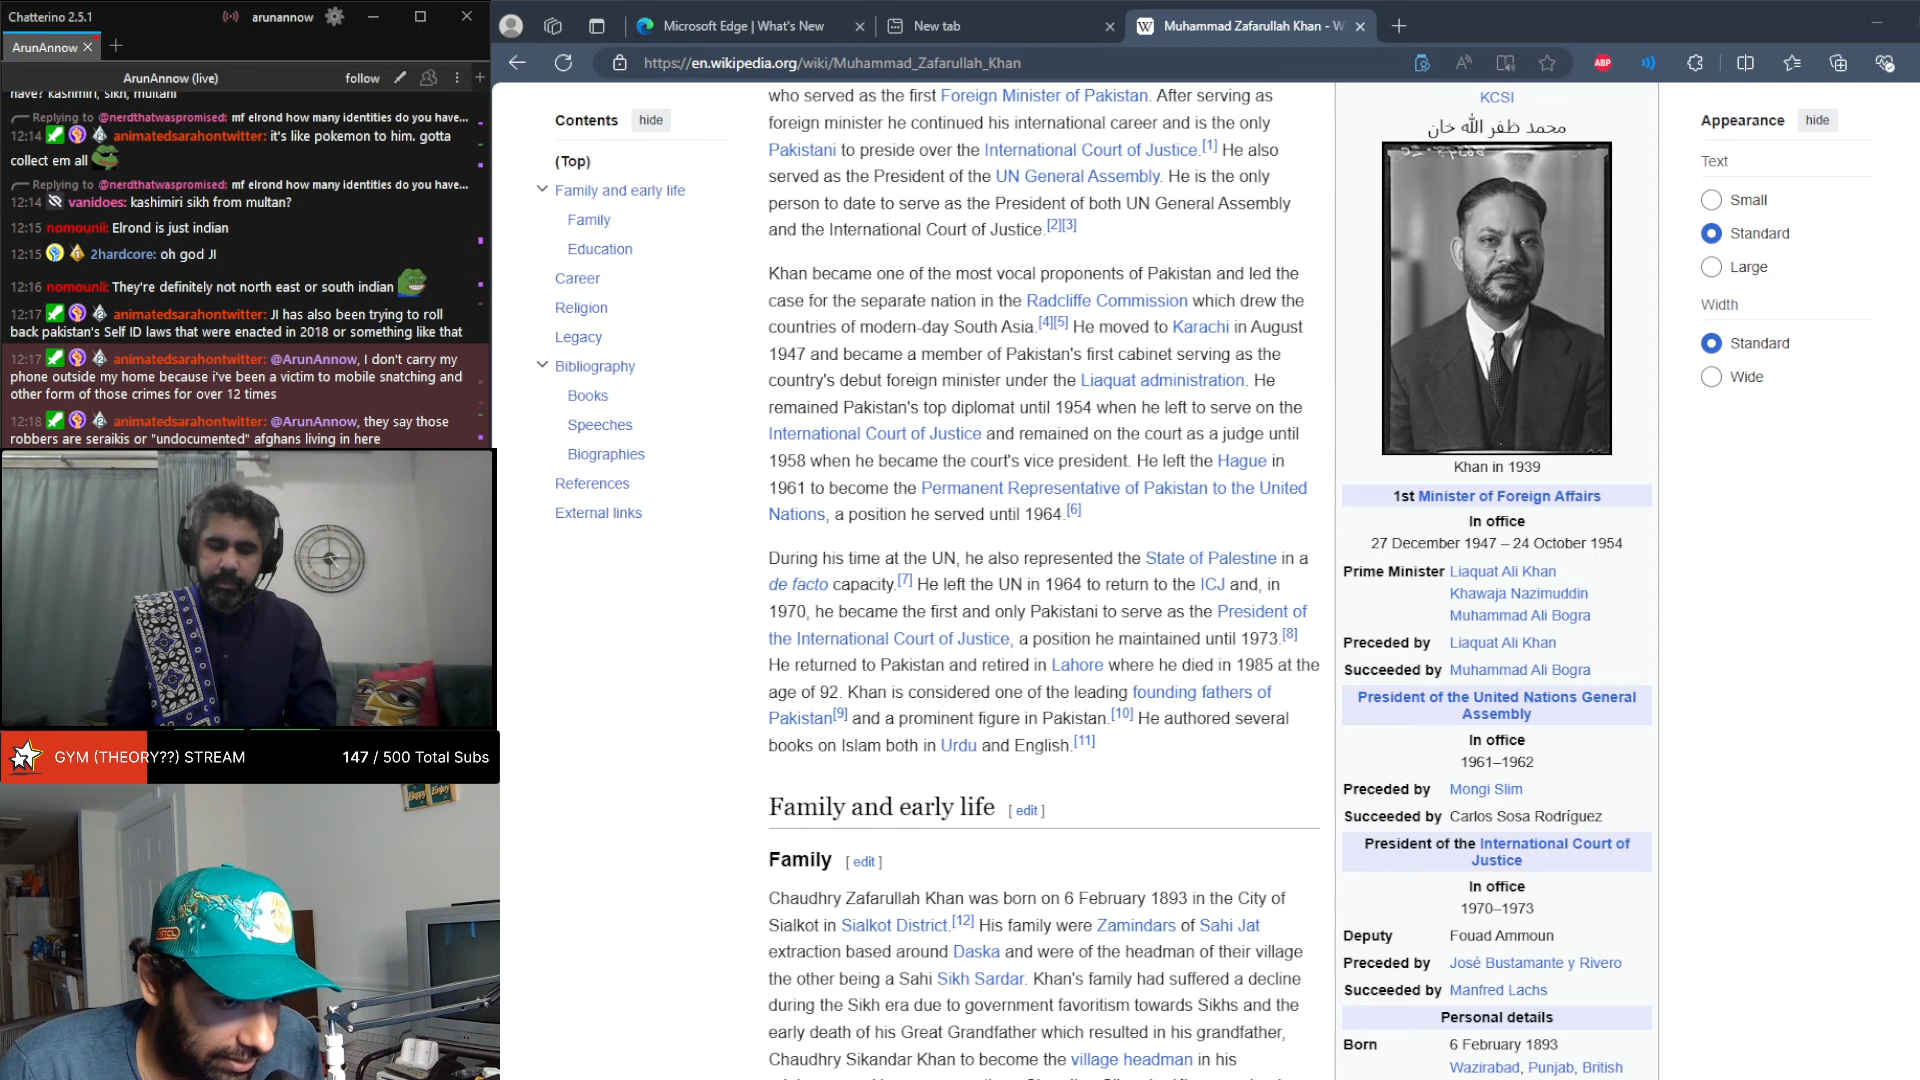 Chatterino 2.5.1
arunannow
ArunAnnow
ArunAnnow (live)
follow
have? kashmiri, sikh, multani
Replying to @nerdthatwaspromised: mf elrond how many identities do you have...
12:14 animatedsarahontwitter: it's like pokemon to him. gotta
collect em all
Replying to @nerdthatwaspromised: mf elrond how many identities do you have...
12:14 vanidoes: kashimiri sikh from multan?
12:15 nomounii: Elrond is just indian
12:15 2hardcore: oh god JI
12:16 nomounii: They're definitely not north east or south indian
12:17 animatedsarahontwitter: JI has also been trying to roll
back pakistan's Self ID laws that were enacted in 2018 or something like that
12:17 animatedsarahontwitter: @ArunAnnow, I don't carry my
phone outside my home because i've been a victim to mobile snatching and
other form of those crimes for over 12 times
12:18 animatedsarahontwitter: @ArunAnnow, they say those
robbers are seraikis or "undocumented" afghans living in here
GYM (THEORY??) STREAM
147 / 500 Total Subs
Microsoft Edge | What's New
New tab
Muhammad Zafarullah Khan - W
https://en.wikipedia.org/wiki/Muhammad_Zafarullah_Khan
ABP
Contents
hide
(Top)
Family and early life
Family
Education
Career
Religion
Legacy
Bibliography
Books
Speeches
Biographies
References
External links
who served as the first Foreign Minister of Pakistan. After serving as
foreign minister he continued his international career and is the only
Pakistani to preside over the International Court of Justice.[1] He also
served as the President of the UN General Assembly. He is the only
person to date to serve as the President of both UN General Assembly
and the International Court of Justice.[2][3]
Khan became one of the most vocal proponents of Pakistan and led the
case for the separate nation in the Radcliffe Commission which drew the
countries of modern-day South Asia.[4][5] He moved to Karachi in August
1947 and became a member of Pakistan's first cabinet serving as the
country's debut foreign minister under the Liaquat administration. He
remained Pakistan's top diplomat until 1954 when he left to serve on the
International Court of Justice and remained on the court as a judge until
1958 when he became the court's vice president. He left the Hague in
1961 to become the Permanent Representative of Pakistan to the United
Nations, a position he served until 1964.[6]
During his time at the UN, he also represented the State of Palestine in a
de facto capacity.[7] He left the UN in 1964 to return to the ICJ and, in
1970, he became the first and only Pakistani to serve as the President of
the International Court of Justice, a position he maintained until 1973.[8]
He returned to Pakistan and retired in Lahore where he died in 1985 at the
age of 92. Khan is considered one of the leading founding fathers of
Pakistan[9] and a prominent figure in Pakistan.[10] He authored several
books on Islam both in Urdu and English.[11]
Family and early life [ edit ]
Family [ edit ]
Chaudhry Zafarullah Khan was born on 6 February 1893 in the City of
Sialkot in Sialkot District.[12] His family were Zamindars of Sahi Jat
extraction based around Daska and were of the headman of their village
the other being a Sahi Sikh Sardar. Khan's family had suffered a decline
during the Sikh era due to government favoritism towards Sikhs and the
early death of his Great Grandfather which resulted in his grandfather,
Chaudhry Sikandar Khan to become the village headman in his
KCSI
محمد ظفر اللہ خان
Khan in 1939
1st Minister of Foreign Affairs
In office
27 December 1947 – 24 October 1954
Prime Minister Liaquat Ali Khan
Khawaja Nazimuddin
Muhammad Ali Bogra
Preceded by Liaquat Ali Khan
Succeeded by Muhammad Ali Bogra
President of the United Nations General
Assembly
In office
1961–1962
Preceded by Mongi Slim
Succeeded by Carlos Sosa Rodríguez
President of the International Court of
Justice
In office
1970–1973
Deputy Fouad Ammoun
Preceded by José Bustamante y Rivero
Succeeded by Manfred Lachs
Personal details
Born 6 February 1893
Wazirabad, Punjab, British
Appearance
hide
Text
Small
Standard
Large
Width
Standard
Wide